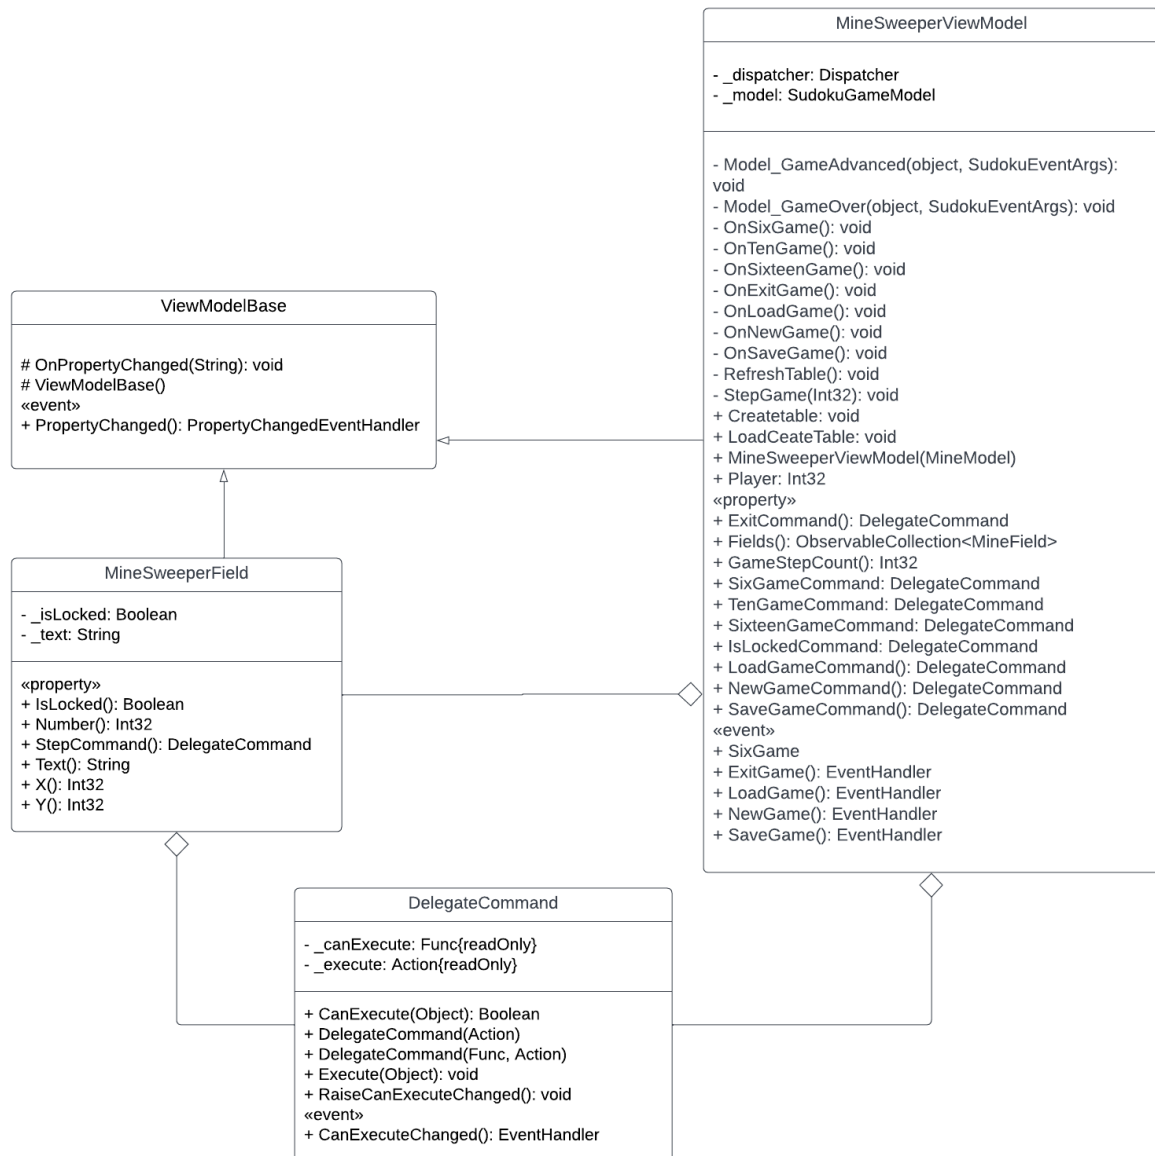 MineSweeperViewModel
- _dispatcher: Dispatcher
- _model: SudokuGameModel
- Model_GameAdvanced(object, SudokuEventArgs):
void
- Model_GameOver(object, SudokuEventArgs): void
- OnSixGame(): void
- OnTenGame(): void
- OnSixteenGame(): void
- OnExitGame(): void
- OnLoadGame(): void
- OnNewGame(): void
- OnSaveGame(): void
- RefreshTable(): void
- StepGame(Int32): void
+ Createtable: void
+ LoadCeateTable: void
+ MineSweeperViewModel(MineModel)
+ Player: Int32
«property»
+ ExitCommand(): DelegateCommand
+ Fields(): ObservableCollection<MineField>
+ GameStepCount(): Int32
+ SixGameCommand: DelegateCommand
+ TenGameCommand: DelegateCommand
+ SixteenGameCommand: DelegateCommand
+ IsLockedCommand: DelegateCommand
+ LoadGameCommand(): DelegateCommand
+ NewGameCommand(): DelegateCommand
+ SaveGameCommand(): DelegateCommand
«event»
+ SixGame
+ ExitGame(): EventHandler
+ LoadGame(): EventHandler
+ NewGame(): EventHandler
+ SaveGame(): EventHandler
ViewModelBase
# OnPropertyChanged(String): void
# ViewModelBase()
«event»
+ PropertyChanged(): PropertyChangedEventHandler
MineSweeperField
- _isLocked: Boolean
- _text: String
«property»
+ IsLocked(): Boolean
+ Number(): Int32
+ StepCommand(): DelegateCommand
+ Text(): String
+ X(): Int32
+ Y(): Int32
DelegateCommand
- _canExecute: Func{readOnly}
- _execute: Action{readOnly}
+ CanExecute(Object): Boolean
+ DelegateCommand(Action)
+ DelegateCommand(Func, Action)
+ Execute(Object): void
+ RaiseCanExecuteChanged(): void
«event»
+ CanExecuteChanged(): EventHandler